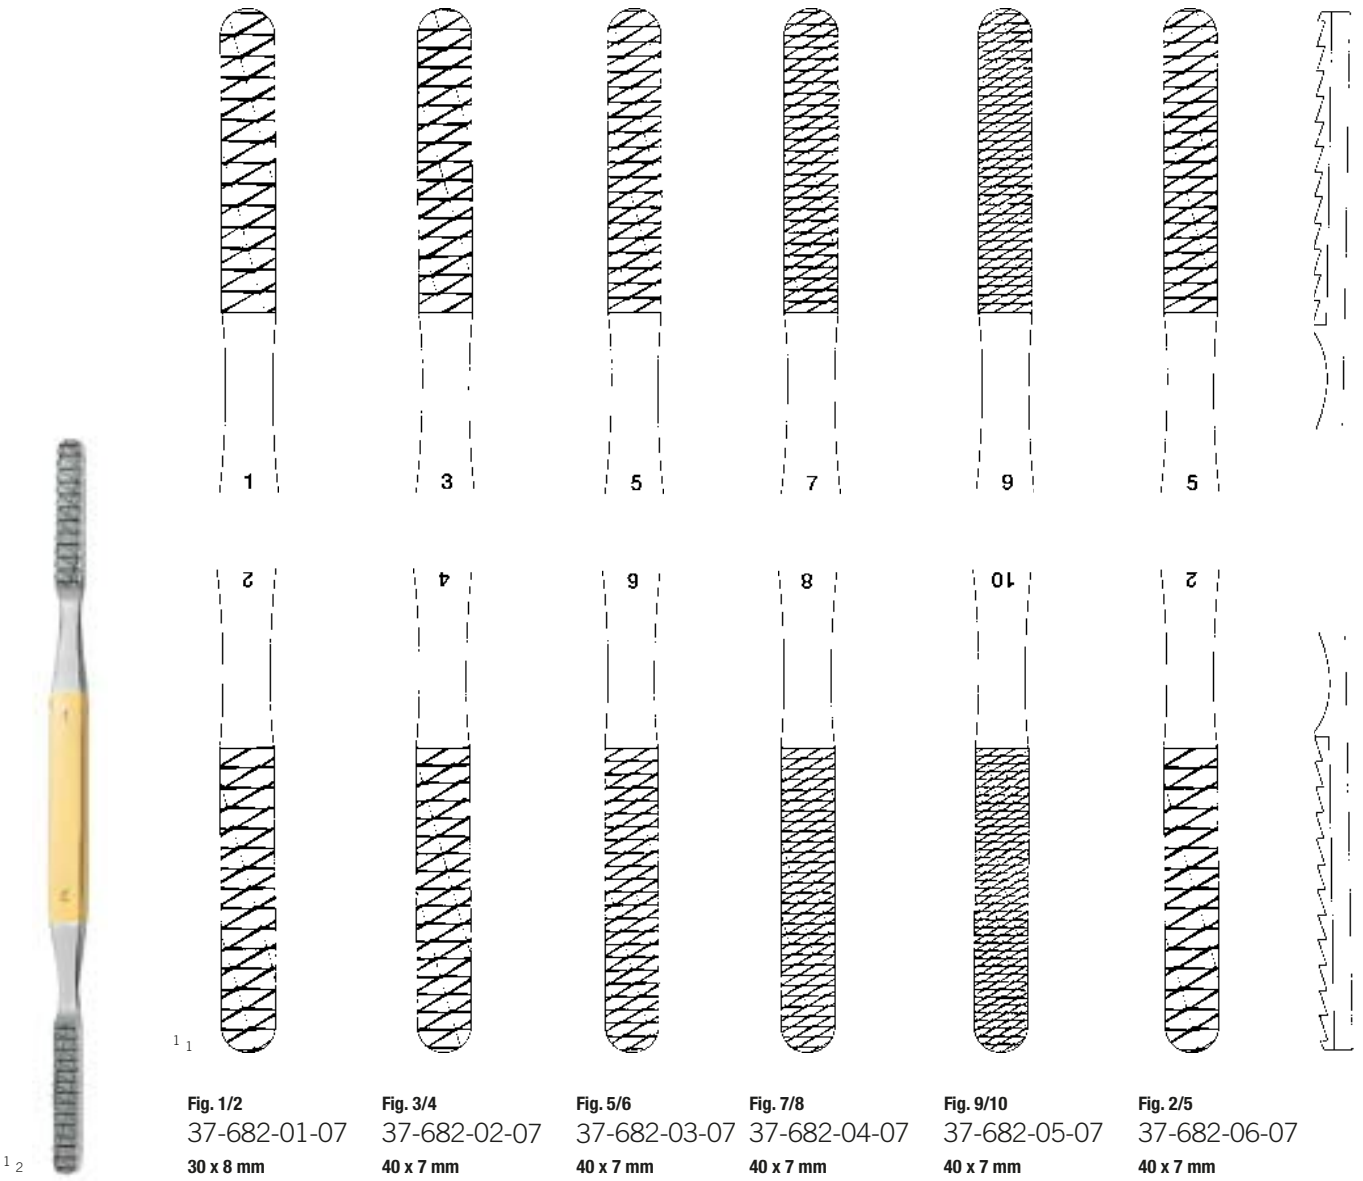 1
3
5
7
9
5
2
4
6
8
10
2
1 1
1 2
Fig. 1/2
37-682-01-07
30 x 8 mm
Fig. 3/4
37-682-02-07
40 x 7 mm
Fig. 5/6
37-682-03-07
40 x 7 mm
Fig. 7/8
37-682-04-07
40 x 7 mm
Fig. 9/10
37-682-05-07
40 x 7 mm
Fig. 2/5
37-682-06-07
40 x 7 mm